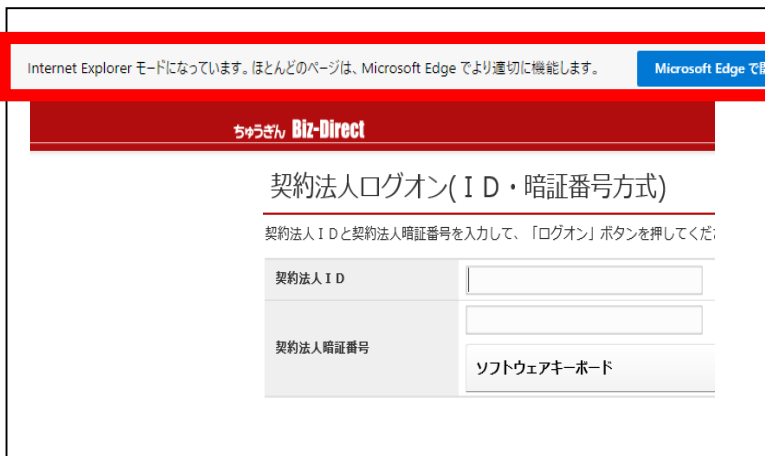 Internet Explorer モードになっています。ほとんどのページは、Microsoft Edge でより適切に機能します。
Microsoft Edge で
ちゅうぎん Biz-Direct
契約法人ログオン(ＩＤ・暗証番号方式)
契約法人ＩＤと契約法人暗証番号を入力して、「ログオン」ボタンを押してくだ
契約法人ＩＤ
契約法人暗証番号
ソフトウェアキーボード